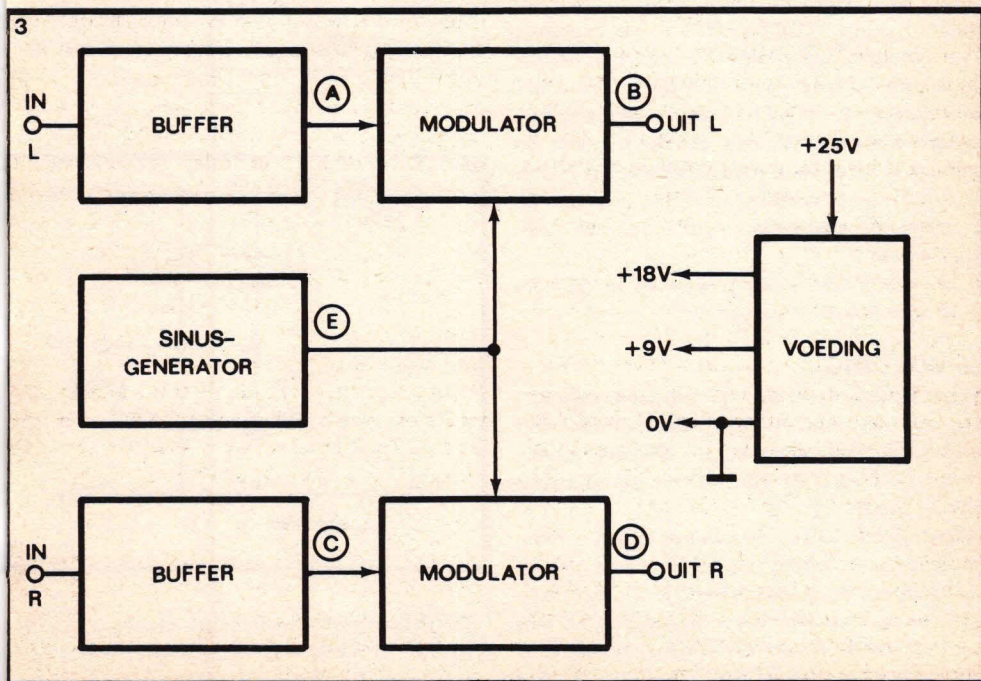 3
IN
L
BUFFER
A
MODULATOR
B
UIT L
+25V
SINUS-
GENERATOR
E
+18V
+9V
0V
VOEDING
IN
R
BUFFER
C
MODULATOR
D
UIT R